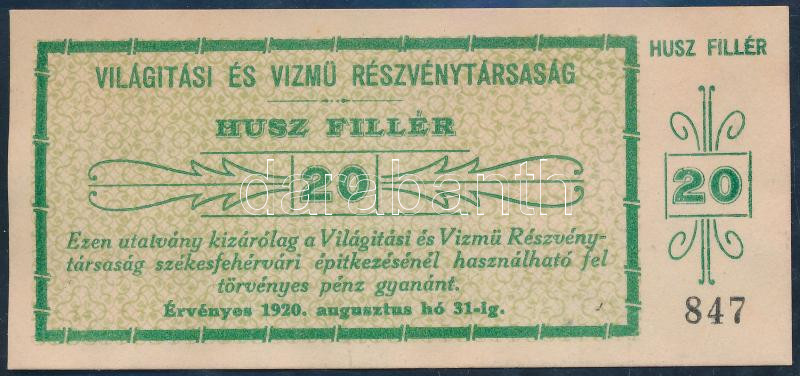 VILÁGITÁSI ÉS VIZMÜ RÉSZVÉNYTÁRSASÁG
HUSZ FILLÉR
20
Ezen utalvány kizárólag a Világitási és Vizmü Részvény-
társaság székesfehérvári épitkezésénél használható fel
törvényes pénz gyanánt.
Érvényes 1920. augusztus hó 31-ig.
HUSZ FILLÉR
20
847
darabanth